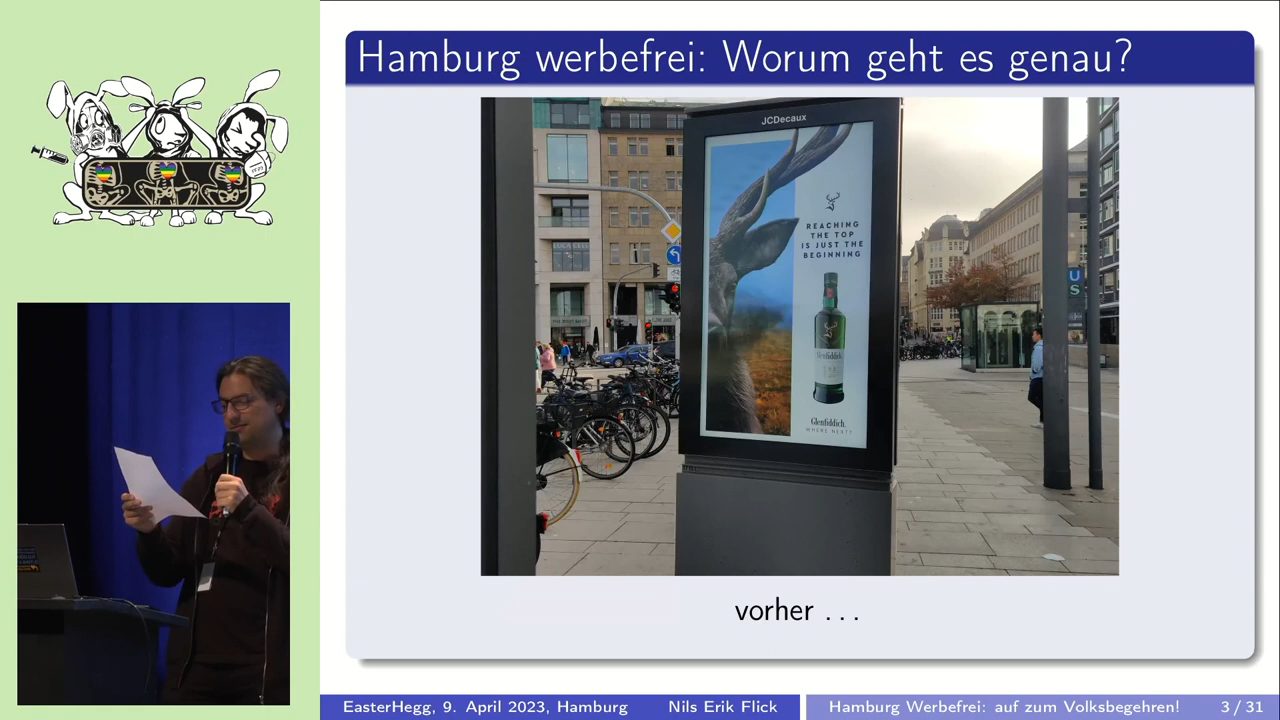 Hamburg werbefrei: Worum geht es genau?
JCDecaux
REACHING
THE TOP
IS JUST THE
BEGINNING
Glenfiddich
Glenfiddich.
WHERE NEXT?
U
S
vorher . . .
EasterHegg, 9. April 2023, Hamburg Nils Erik Flick Hamburg Werbefrei: auf zum Volksbegehren! 3 / 31